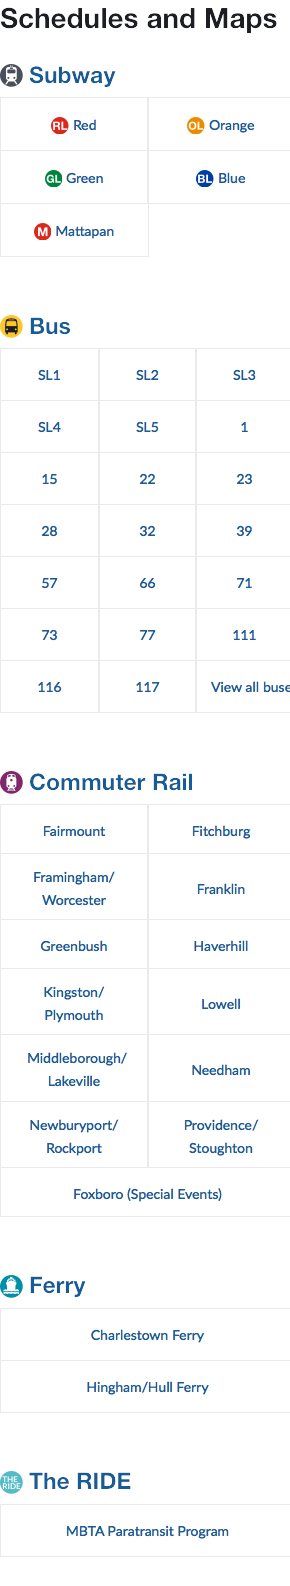 Schedules and Maps
Subway
RL Red
OL Orange
GL Green
BL Blue
M Mattapan
Bus
SL1
SL2
SL3
SL4
SL5
1
15
22
23
28
32
39
57
66
71
73
77
111
116
117
View all buse
Commuter Rail
Fairmount
Fitchburg
Framingham/
Worcester
Franklin
Greenbush
Haverhill
Kingston/
Plymouth
Lowell
Middleborough/
Lakeville
Needham
Newburyport/
Rockport
Providence/
Stoughton
Foxboro (Special Events)
Ferry
Charlestown Ferry
Hingham/Hull Ferry
THE
RIDE
The RIDE
MBTA Paratransit Program